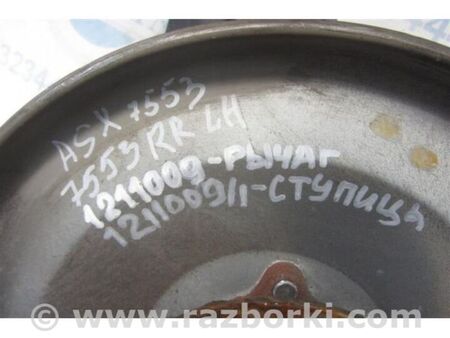 ASX 7553
7553 RR LH
1211009-РЫЧАГ
1211009/1-СТУПИЦА
www.razborki.com